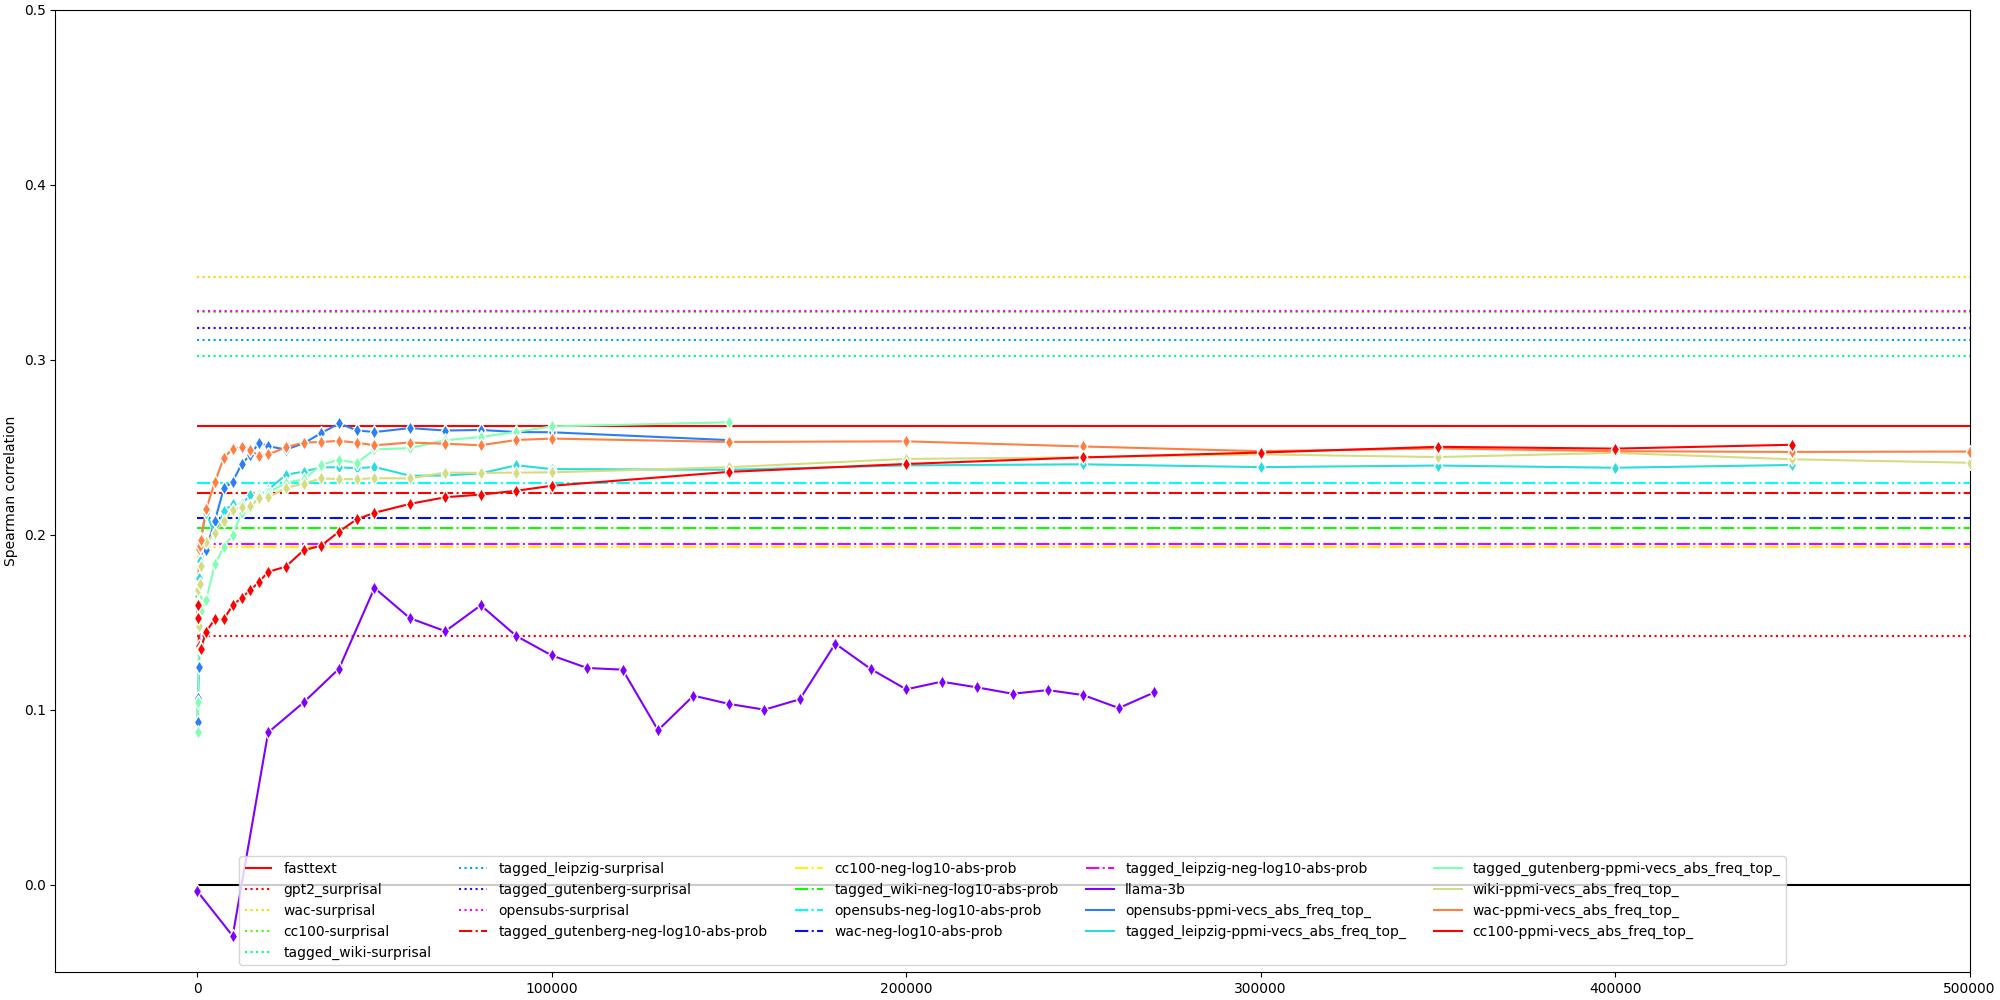 0.5
0.4
0.3
0.2
0.1
0.0
Spearman correlation
fasttext
gpt2_surprisal
wac-surprisal
cc100-surprisal
tagged_wiki-surprisal
tagged_leipzig-surprisal
tagged_gutenberg-surprisal
opensubs-surprisal
tagged_gutenberg-neg-log10-abs-prob
cc100-neg-log10-abs-prob
tagged_wiki-neg-log10-abs-prob
opensubs-neg-log10-abs-prob
wac-neg-log10-abs-prob
tagged_leipzig-neg-log10-abs-prob
llama-3b
opensubs-ppmi-vecs_abs_freq_top_
tagged_leipzig-ppmi-vecs_abs_freq_top_
tagged_gutenberg-ppmi-vecs_abs_freq_top_
wiki-ppmi-vecs_abs_freq_top_
wac-ppmi-vecs_abs_freq_top_
cc100-ppmi-vecs_abs_freq_top_
0 100000 200000 300000 400000 500000